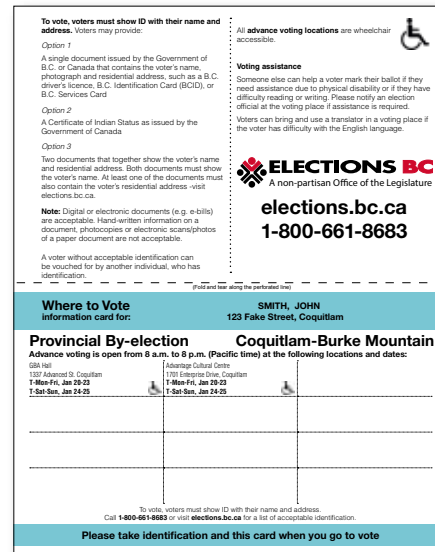 To vote, voters must show ID with their name and
address. Voters may provide:
Option 1
A single document issued by the Government of
B.C. or Canada that contains the voter's name,
photograph and residential address, such as a B.C.
driver's licence, B.C. Identification Card (BCID), or
B.C. Services Card
Option 2
A Certificate of Indian Status as issued by the
Government of Canada
Option 3
Two documents that together show the voter's name
and residential address. Both documents must show
the voter's name. At least one of the documents must
also contain the voter's residential address -visit
elections.bc.ca.
Note: Digital or electronic documents (e.g. e-bills)
are acceptable. Hand-written information on a
document, photocopies or electronic scans/photos
of a paper document are not acceptable.
A voter without acceptable identification can
be vouched for by another individual, who has
identification.
All advance voting locations are wheelchair
accessible.
Voting assistance
Someone else can help a voter mark their ballot if they
need assistance due to physical disability or if they have
difficulty reading or writing. Please notify an election
official at the voting place if assistance is required.
Voters can bring and use a translator in a voting place if
the voter has difficulty with the English language.
ELECTIONS BC
A non-partisan Office of the Legislature
elections.bc.ca
1-800-661-8683
(Fold and tear along the perforated line)
Where to Vote
information card for:
SMITH, JOHN
123 Fake Street, Coquitlam
Provincial By-election
Coquitlam-Burke Mountain
Advance voting is open from 8 a.m. to 8 p.m. (Pacific time) at the following locations and dates:
GBA Hall
1337 Advanced St. Coquitlam
T-Mon-Fri, Jan 20-23
T-Sat-Sun, Jan 24-25
Advantage Cultural Centre
1701 Enterprise Drive, Coquitlam
T-Mon-Fri, Jan 20-23
T-Sat-Sun, Jan 24-25
To vote, voters must show ID with their name and address.
Call 1-800-661-8683 or visit elections.bc.ca for a list of acceptable identification.
Please take identification and this card when you go to vote